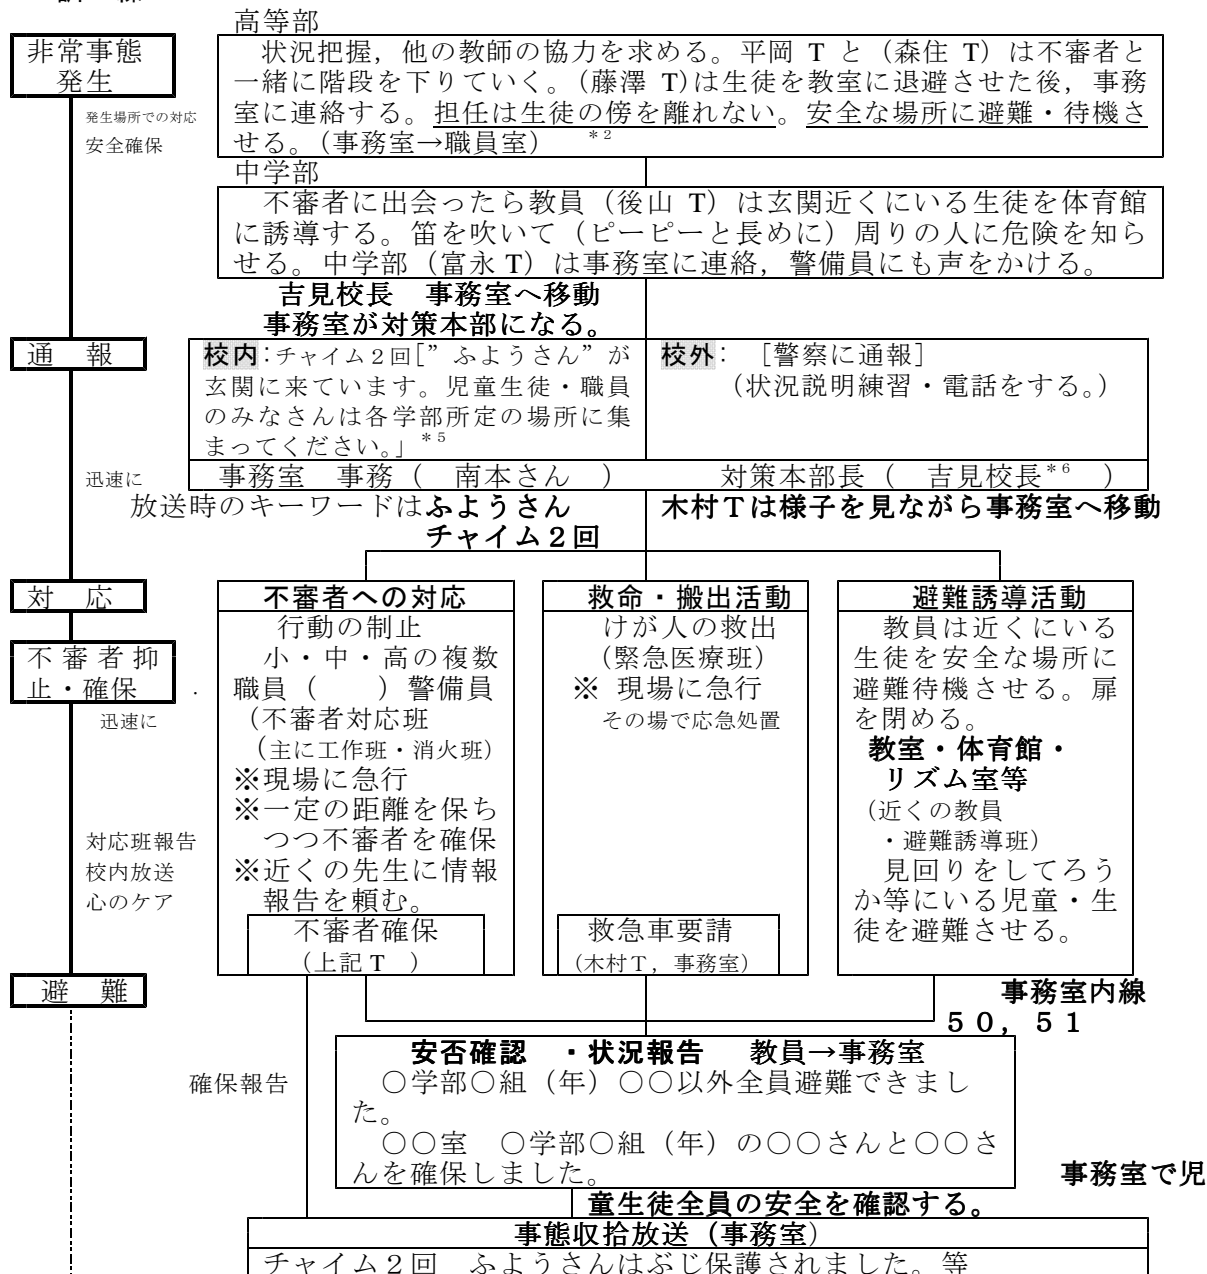 高等部
非常事態
発生
発生場所での対応
安全確保
状況把握，他の教師の協力を求める。平岡 T と（森住 T）は不審者と
一緒に階段を下りていく。（藤澤 T)は生徒を教室に退避させた後，事務
室に連絡する。担任は生徒の傍を離れない。安全な場所に避難・待機さ
せる。（事務室→職員室） ＊２
中学部
不審者に出会ったら教員（後山 T）は玄関近くにいる生徒を体育館
に誘導する。笛を吹いて（ピーピーと長めに）周りの人に危険を知ら
せる。中学部（富永 T）は事務室に連絡，警備員にも声をかける。
吉見校長　事務室へ移動
事務室が対策本部になる。
通　報
校内：チャイム２回[”ふようさん”が
玄関に来ています。児童生徒・職員
のみなさんは各学部所定の場所に集
まってください。」＊５
校外：　［警察に通報］
（状況説明練習・電話をする。）
迅速に
事務室　事務（　南本さん　）
対策本部長（　吉見校長＊６　）
放送時のキーワードはふようさん
チャイム２回
木村Ｔは様子を見ながら事務室へ移動
対　応
不審者抑
止・確保　．
迅速に
対応班報告
校内放送
心のケア
不審者への対応
行動の制止
小・中・高の複数
職員（　　）警備員
（不審者対応班
（主に工作班・消火班）
※現場に急行
※一定の距離を保ち
つつ不審者を確保
※近くの先生に情報
報告を頼む。
不審者確保
（上記 T　）
救命・搬出活動
けが人の救出
（緊急医療班）
※ 現場に急行
その場で応急処置
救急車要請
（木村Ｔ，事務室）
避難誘導活動
教員は近くにいる
生徒を安全な場所に
避難待機させる。扉
を閉める。
教室・体育館・
リズム室等
（近くの教員
・避難誘導班）
見回りをしてろう
か等にいる児童・生
徒を避難させる。
避　難
事務室内線
５０，５１
確保報告
安否確認　・状況報告　教員→事務室
○学部○組（年）○○以外全員避難できまし
た。
○○室　○学部○組（年）の○○さんと○○さ
んを確保しました。
事務室で児
童生徒全員の安全を確認する。
事態収拾放送（事務室）
チャイム２回　ふようさんはぶじ保護されました。等